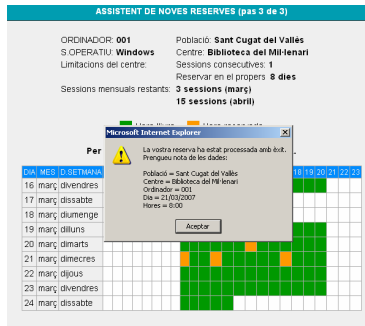 ASSISTENT DE NOVES RESERVES (pas 3 de 3)
ORDINADOR: 001 Població: Sant Cugat del Vallés
S.OPERATIU: Windows Centre: Biblioteca del Mil·lenari
Limitacions del centre: Sessions consecutives: 1
Reservar en el propers 8 dies
Sessions mensuals restants: 3 sessions (març)
15 sessions (abril)
Microsoft Internet Explorer
La vostra reserva ha estat processada amb èxit.
Prengueu nota de les dades:
Població = Sant Cugat del Vallés
Centre = Biblioteca del Mil·lenari
Ordinador = 001
Dia = 21/03/2007
Hores = 8:00
Aceptar
Per
DIA MES D.SETMANA 18 19 20 21 22 23
16 març divendres
17 març dissabte
18 març diumenge
19 març dilluns
20 març dimarts
21 març dimecres
22 març dijous
23 març divendres
24 març dissabte